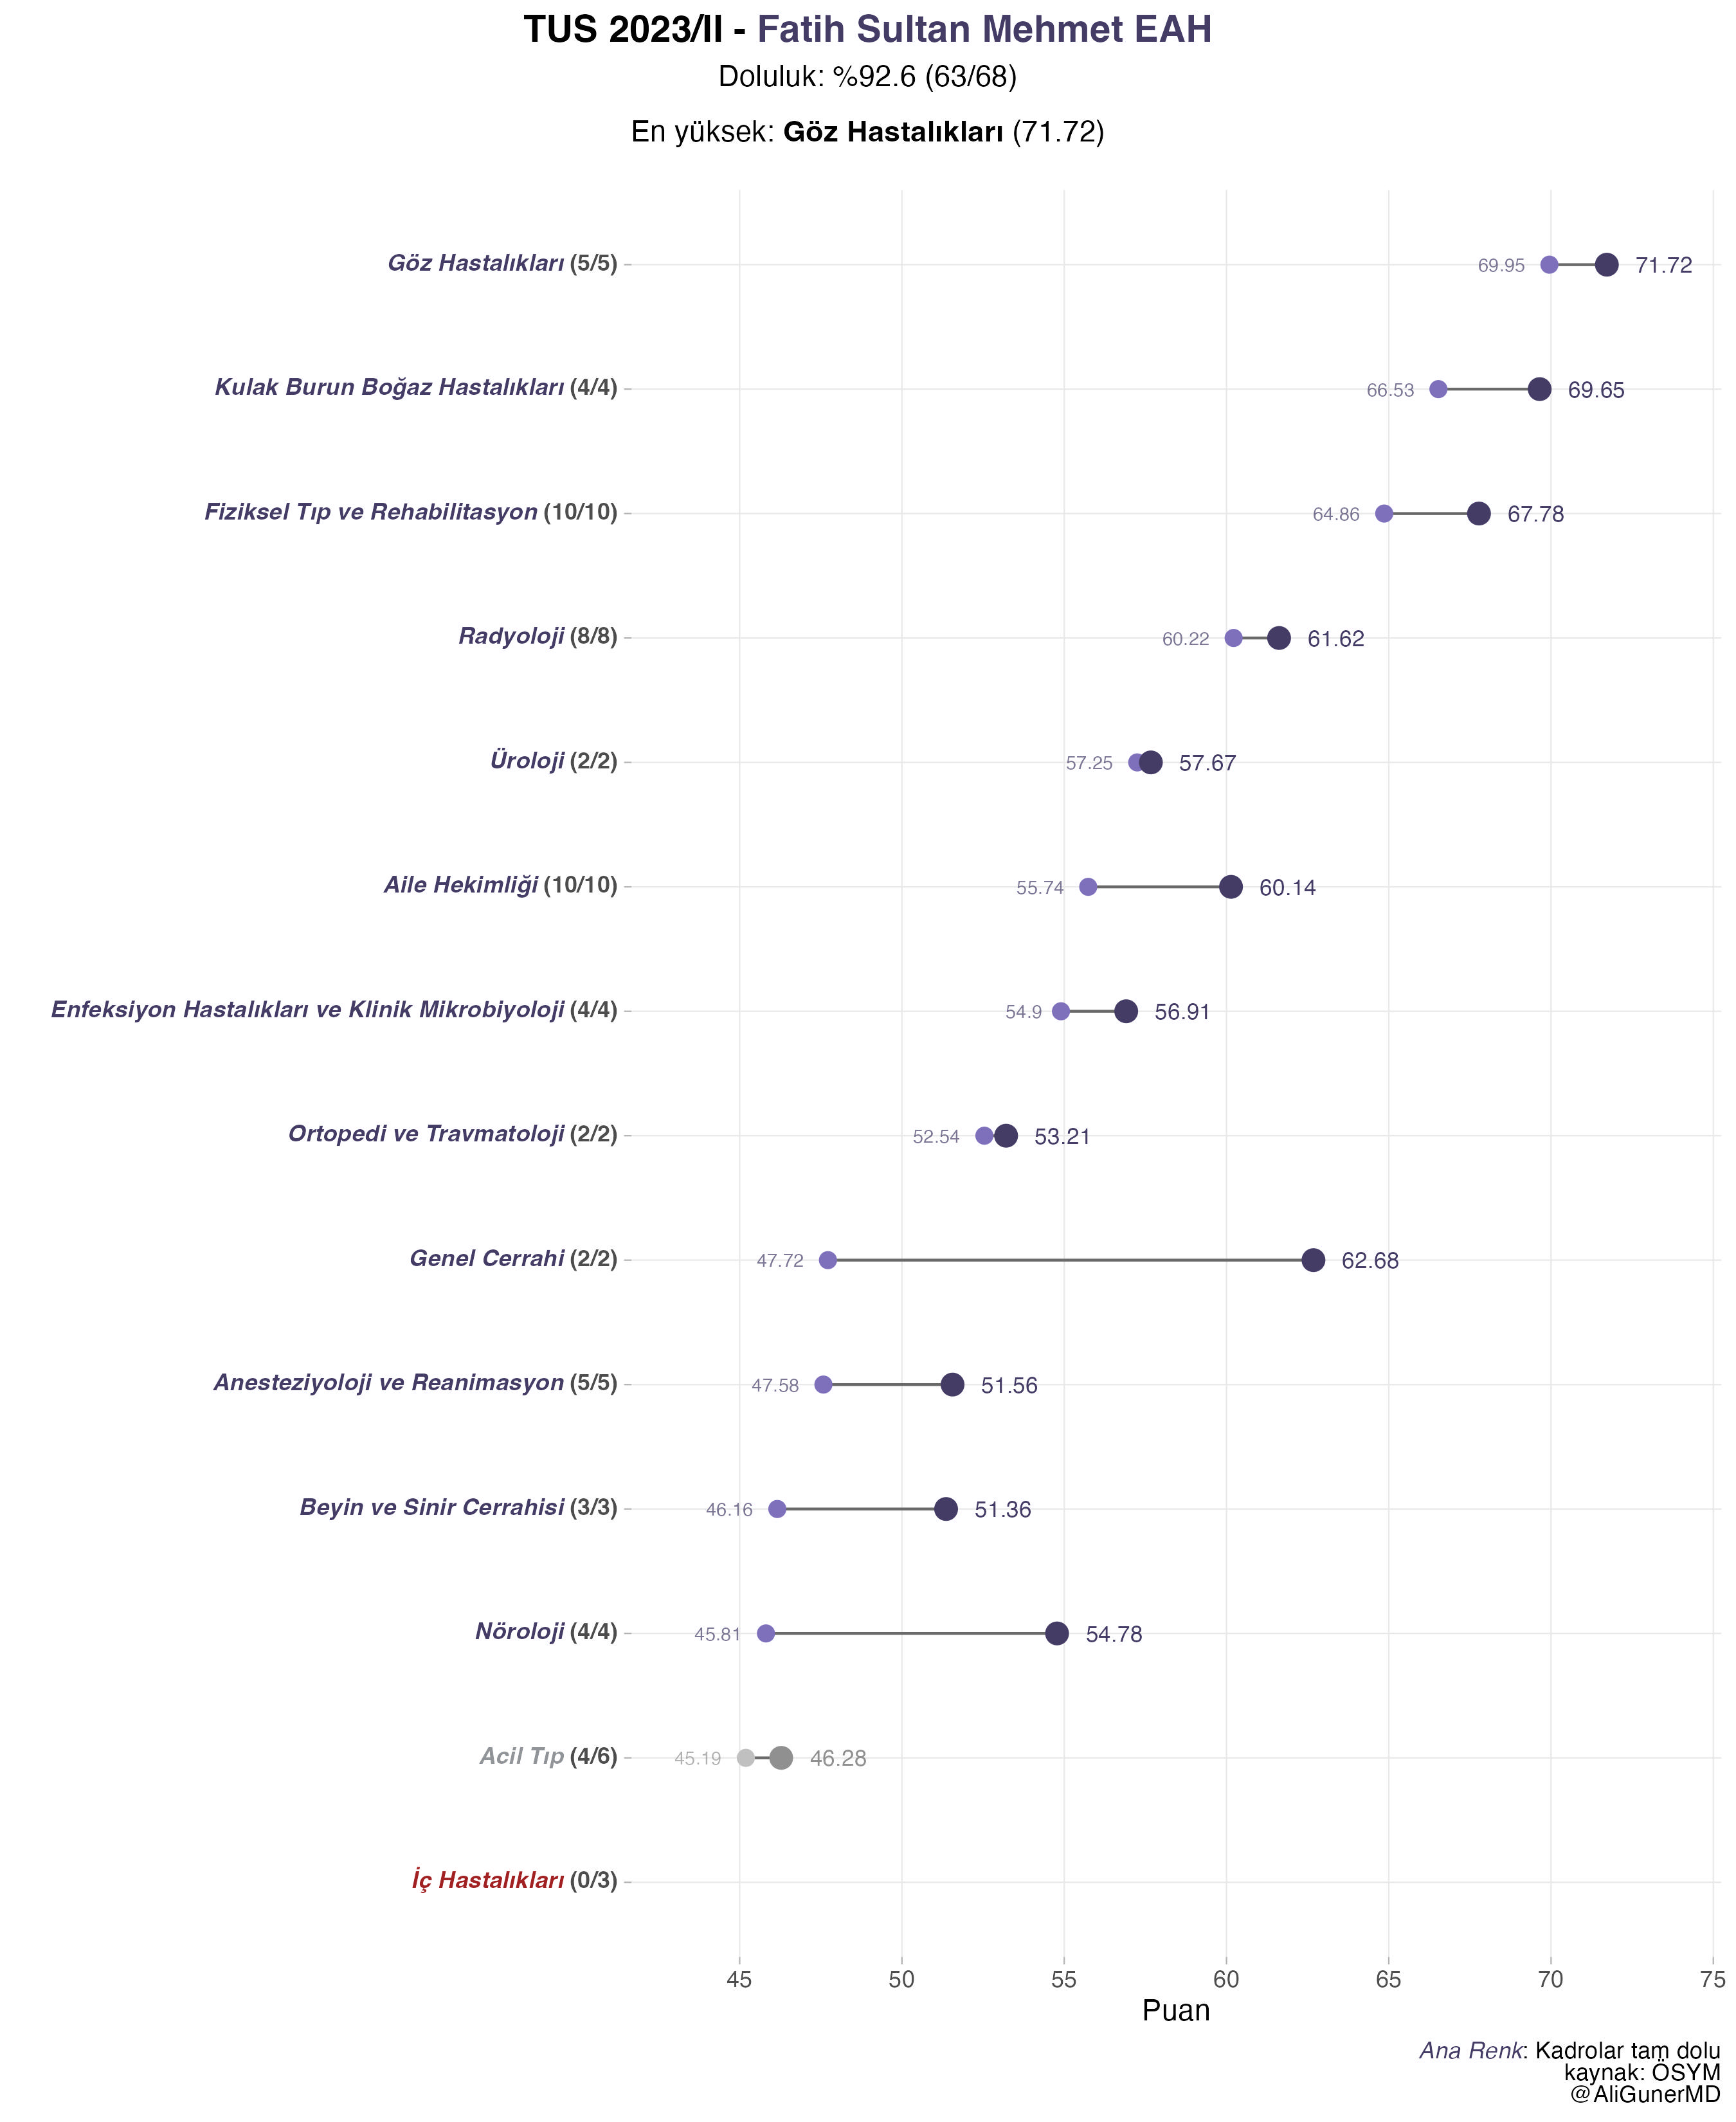 TUS 2023/II - Fatih Sultan Mehmet EAH
Doluluk: %92.6 (63/68)
En yüksek: Göz Hastalıkları (71.72)
Göz Hastalıkları (5/5) 69.95 71.72
Kulak Burun Boğaz Hastalıkları (4/4) 66.53 69.65
Fiziksel Tıp ve Rehabilitasyon (10/10) 64.86 67.78
Radyoloji (8/8) 60.22 61.62
Üroloji (2/2) 57.25 57.67
Aile Hekimliği (10/10) 55.74 60.14
Enfeksiyon Hastalıkları ve Klinik Mikrobiyoloji (4/4) 54.9 56.91
Ortopedi ve Travmatoloji (2/2) 52.54 53.21
Genel Cerrahi (2/2) 47.72 62.68
Anesteziyoloji ve Reanimasyon (5/5) 47.58 51.56
Beyin ve Sinir Cerrahisi (3/3) 46.16 51.36
Nöroloji (4/4) 45.81 54.78
Acil Tıp (4/6) 45.19 46.28
İç Hastalıkları (0/3)
45 50 55 60 65 70 75
Puan
Ana Renk: Kadrolar tam dolu
kaynak: ÖSYM
@AliGunerMD